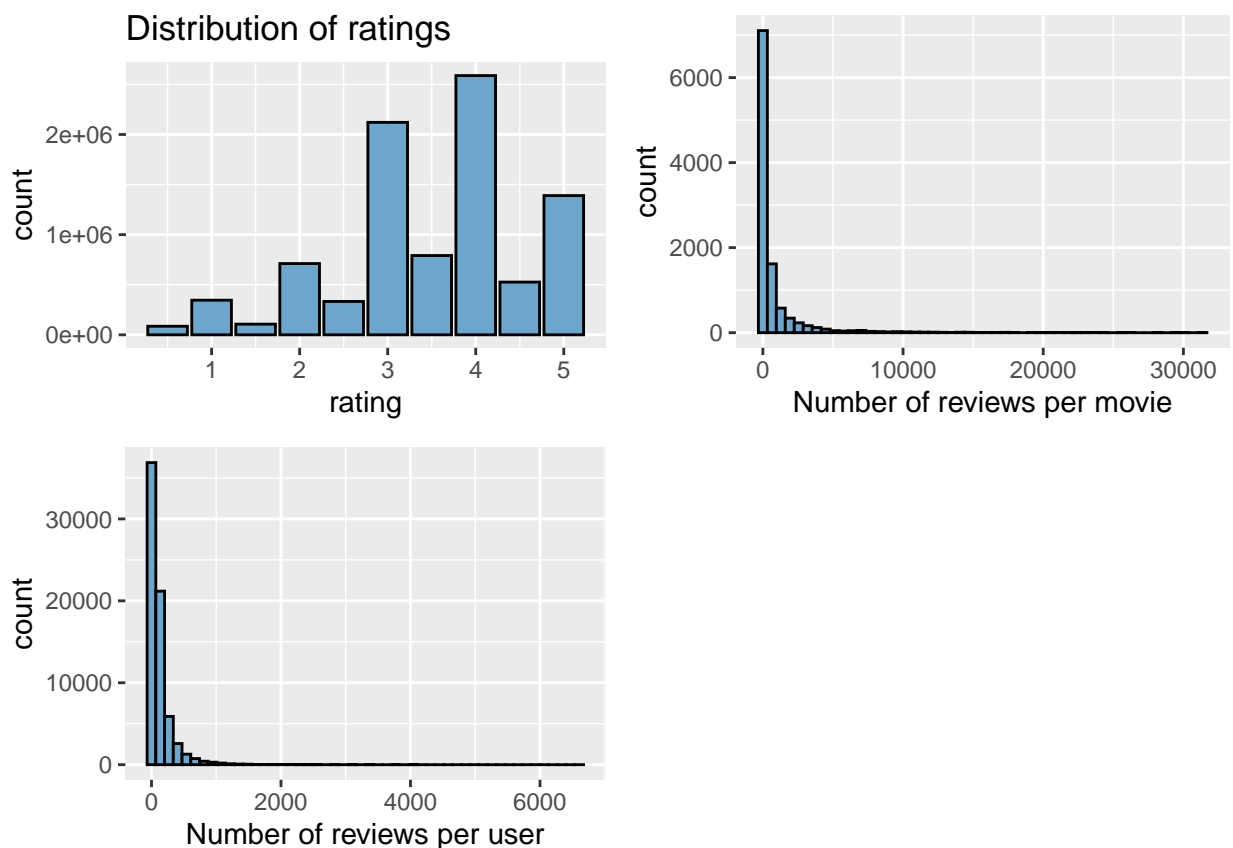 Distribution of ratings
count
2e+06
1e+06
0e+00
1 2 3 4 5
rating
count
6000
4000
2000
0
0 10000 20000 30000
Number of reviews per movie
count
30000
20000
10000
0
0 2000 4000 6000
Number of reviews per user